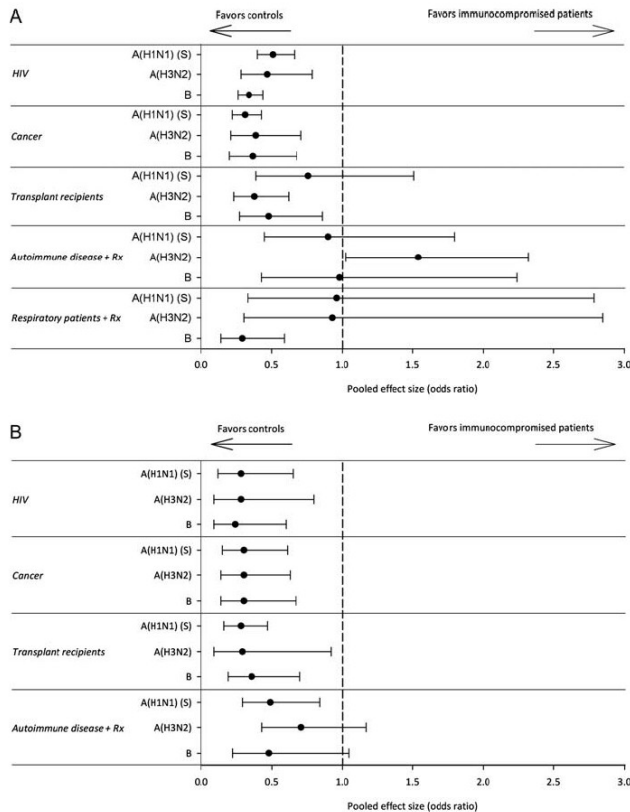 A
Favors controls
Favors immunocompromised patients
A(H1N1) (S)
HIV
A(H3N2)
B
A(H1N1) (S)
Cancer
A(H3N2)
B
A(H1N1) (S)
Transplant recipients
A(H3N2)
B
A(H1N1) (S)
Autoimmune disease + Rx
A(H3N2)
B
A(H1N1) (S)
Respiratory patients + Rx
A(H3N2)
B
0.0 0.5 1.0 1.5 2.0 2.5 3.0
Pooled effect size (odds ratio)
B
Favors controls
Favors immunocompromised patients
A(H1N1) (S)
HIV
A(H3N2)
B
A(H1N1) (S)
Cancer
A(H3N2)
B
A(H1N1) (S)
Transplant recipients
A(H3N2)
B
A(H1N1) (S)
Autoimmune disease + Rx
A(H3N2)
B
0.0 0.5 1.0 1.5 2.0 2.5 3.0
Pooled effect size (odds ratio)